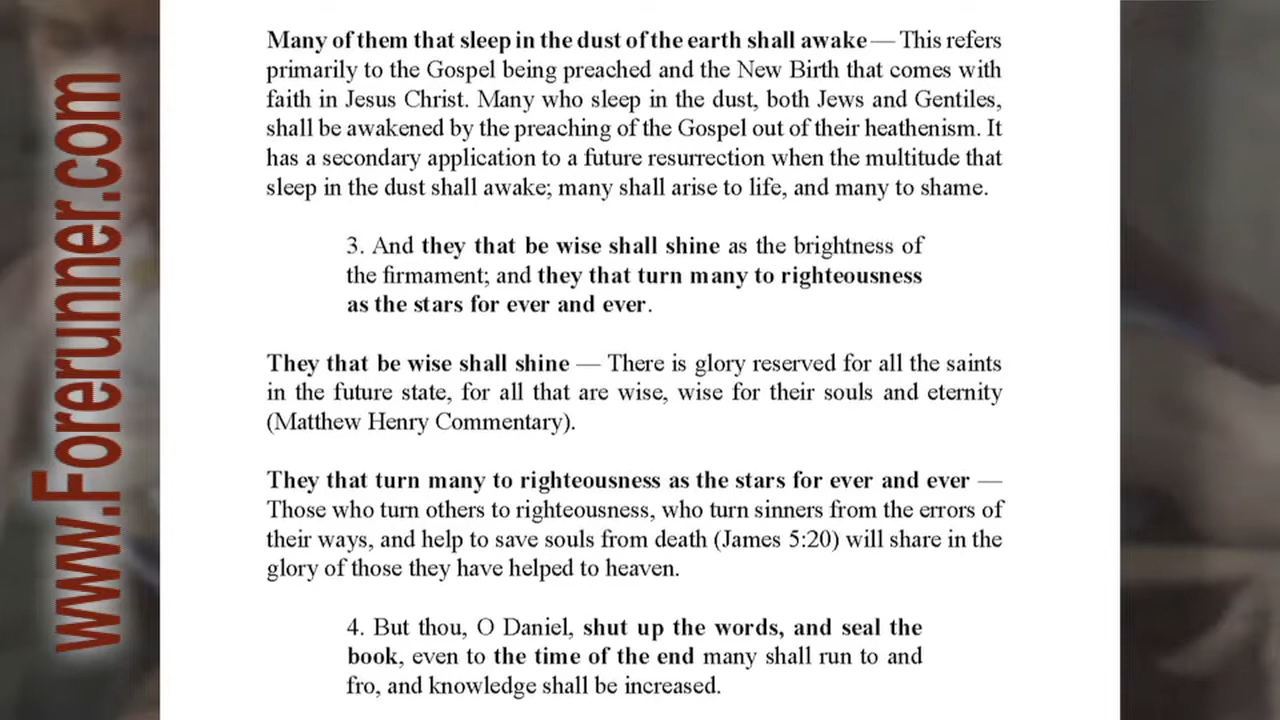 www.Forerunner.com
Many of them that sleep in the dust of the earth shall awake — This refers
primarily to the Gospel being preached and the New Birth that comes with
faith in Jesus Christ. Many who sleep in the dust, both Jews and Gentiles,
shall be awakened by the preaching of the Gospel out of their heathenism. It
has a secondary application to a future resurrection when the multitude that
sleep in the dust shall awake; many shall arise to life, and many to shame.
3. And they that be wise shall shine as the brightness of
the firmament; and they that turn many to righteousness
as the stars for ever and ever.
They that be wise shall shine — There is glory reserved for all the saints
in the future state, for all that are wise, wise for their souls and eternity
(Matthew Henry Commentary).
They that turn many to righteousness as the stars for ever and ever —
Those who turn others to righteousness, who turn sinners from the errors of
their ways, and help to save souls from death (James 5:20) will share in the
glory of those they have helped to heaven.
4. But thou, O Daniel, shut up the words, and seal the
book, even to the time of the end many shall run to and
fro, and knowledge shall be increased.